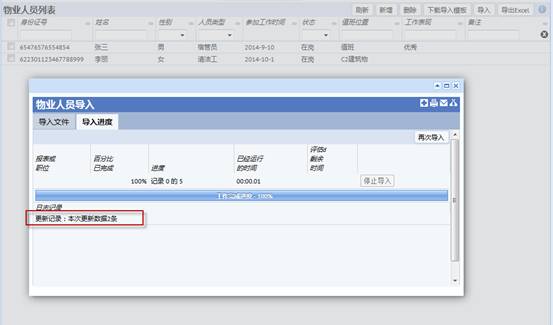 物业人员列表
刷新 新增 删除 下载导入模板 导入 导出Excel
身份证号 姓名 性别 人员类型 参加工作时间 状态 值班位置 工作表现 备注
65476576554854 张三 男 宿管员 2014-9-10 在岗 值班 优秀
622301123467788999 李丽 女 清洁工 2014-10-1 在岗 C2建筑物
物业人员导入
导入文件 导入进度
再次导入
报表或职位 百分比已完成 进度 已经运行的时间 评估d剩余时间
100% 记录 0 的 5 00:00.01 停止导入
工作完成进度：100%
日志记录
更新记录：本次更新数据2条